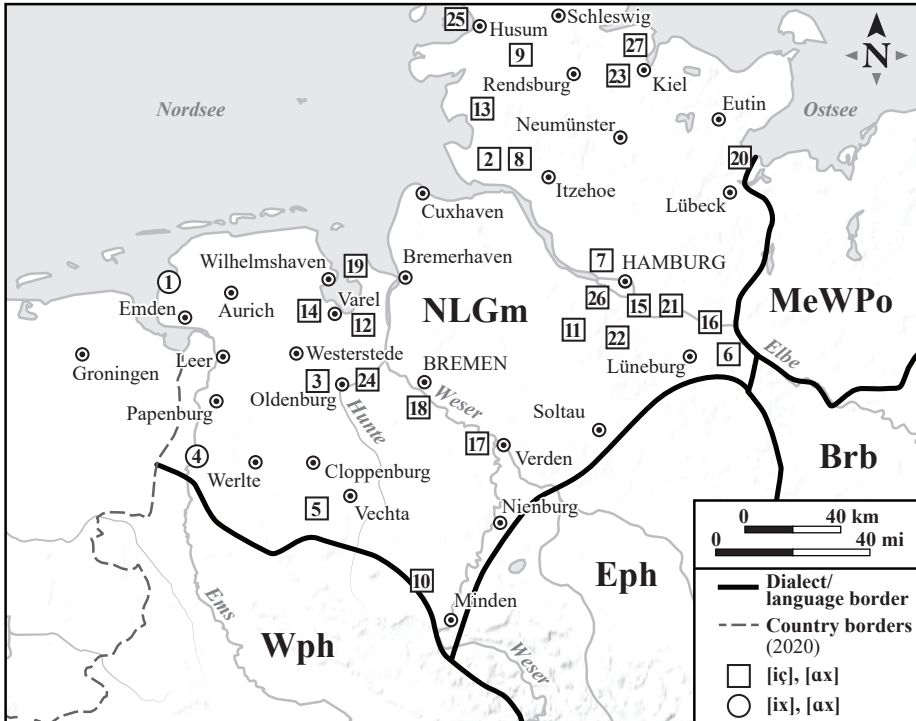 25
Husum
Schleswig
9
27
N
Rendsburg
23
Kiel
Nordsee
13
Eutin
Ostsee
Neumünster
2
8
20
Itzehoe
Cuxhaven
Lübeck
7
Wilhelmshaven
19
Bremerhaven
HAMBURG
1
MeWPo
Aurich
14
Varel
NLGm
26
15
21
Emden
12
11
16
22
Groningen
Leer
Westerstede
BREMEN
Lüneburg
6
Elbe
3
24
Oldenburg
Papenburg
18
Weser
Hunte
Soltau
17
Verden
4
Werlte
Cloppenburg
Brb
5
Vechta
Nienburg
0 40 km
0 40 mi
10
Eph
Minden
Dialect/
language border
Ems
Wph
Country borders
(2020)
Weser
[iç], [ɑx]
[ix], [ɑx]